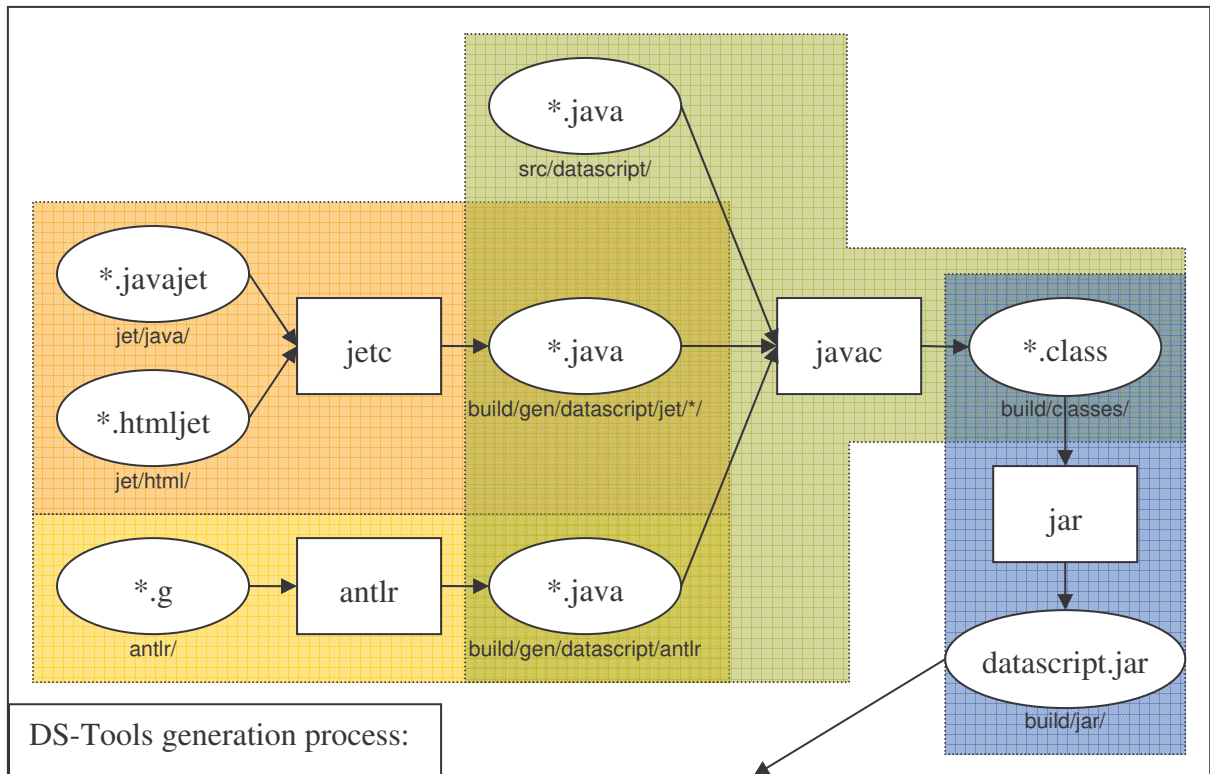 *.java
src/datascript/
*.javajet
jet/java/
*.htmljet
jet/html/
jetc
*.java
build/gen/datascript/jet/*/
javac
*.class
build/classes/
jar
*.g
antlr/
antlr
*.java
build/gen/datascript/antlr
datascript.jar
build/jar/
DS-Tools generation process: